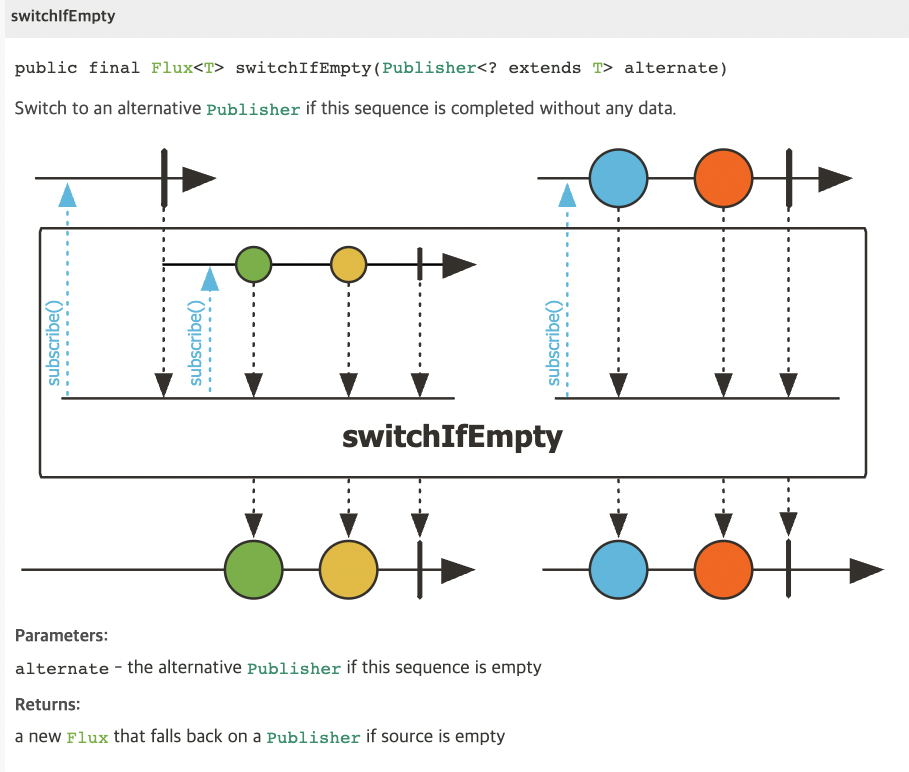 switchIfEmpty
public final Flux<T> switchIfEmpty(Publisher<? extends T> alternate)
Switch to an alternative Publisher if this sequence is completed without any data.
subscribe()
subscribe()
subscribe()
switchIfEmpty
Parameters:
alternate - the alternative Publisher if this sequence is empty
Returns:
a new Flux that falls back on a Publisher if source is empty